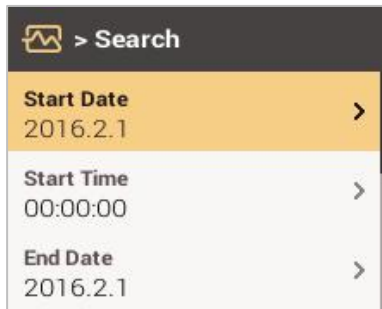 > Search
Start Date
2016.2.1
Start Time
00:00:00
End Date
2016.2.1